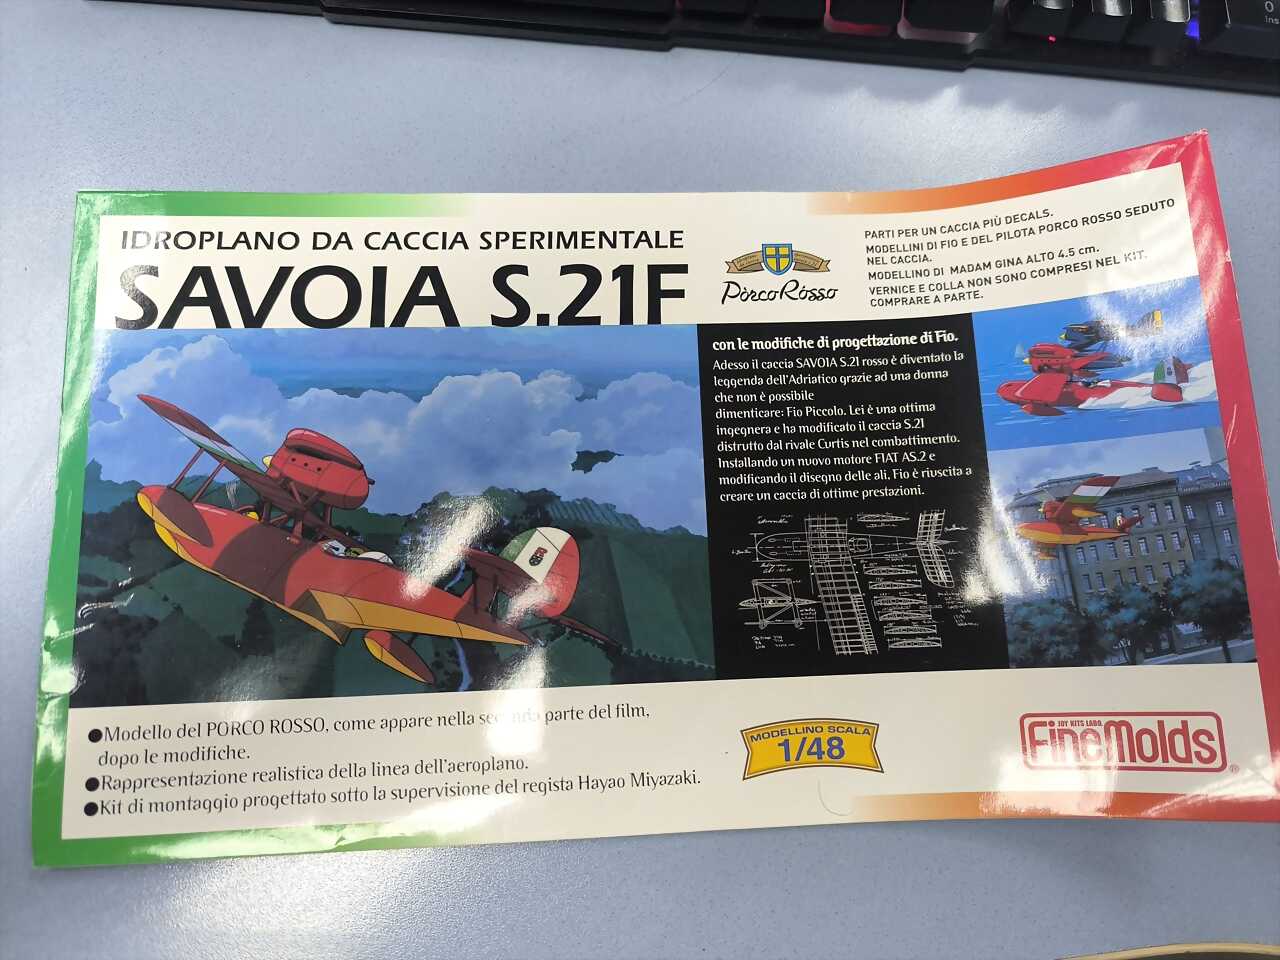 IDROPLANO DA CACCIA SPERIMENTALE
SAVOIA S.21F
Pòrco Rósso
PARTI PER UN CACCIA PIÙ DECALS.
MODELLINI DI FIO E DEL PILOTA PORCO ROSSO SEDUTO
NEL CACCIA.
MODELLINO DI MADAM GINA ALTO 4.5 cm.
VERNICE E COLLA NON SONO COMPRESI NEL KIT.
COMPRARE A PARTE.
con le modifiche di progettazione di Fio.
Adesso il caccia SAVOIA S.21 rosso è diventato la
leggenda dell'Adriatico grazie ad una donna
che non è possibile
dimenticare: Fio Piccolo. Lei è una ottima
ingegnera e ha modificato il caccia S.21
distrutto dal rivale Curtis nel combattimento.
Installando un nuovo motore FIAT AS.2 e
modificando il disegno delle ali, Fio è riuscita a
creare un caccia di ottime prestazioni.
●Modello del PORCO ROSSO, come appare nella seconda parte del film,
dopo le modifiche.
●Rappresentazione realistica della linea dell'aeroplano.
●Kit di montaggio progettato sotto la supervisione del regista Hayao Miyazaki.
MODELLINO SCALA
1/48
JOY KITS LABO.
FineMolds®
0
Ins